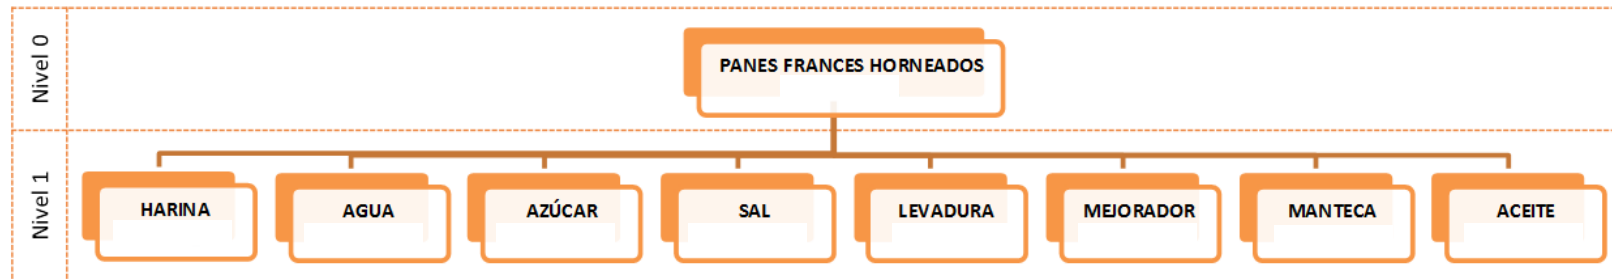 Nivel 0
PANES FRANCES HORNEADOS
Nivel 1
HARINA
AGUA
AZÚCAR
SAL
LEVADURA
MEJORADOR
MANTECA
ACEITE